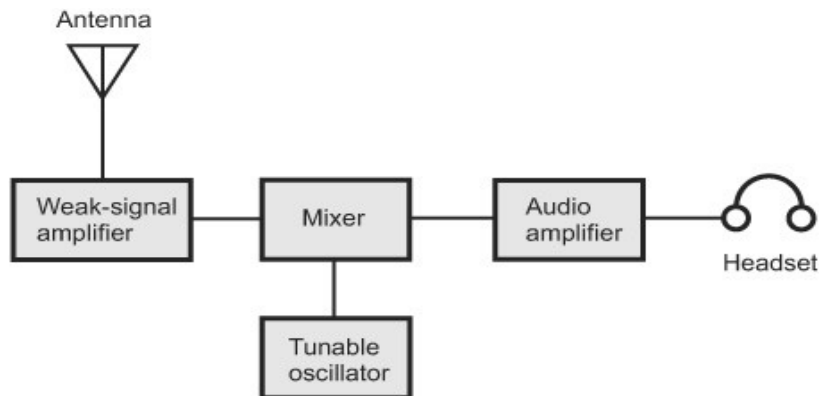 Antenna
Weak-signal
amplifier
Mixer
Audio
amplifier
Headset
Tunable
oscillator